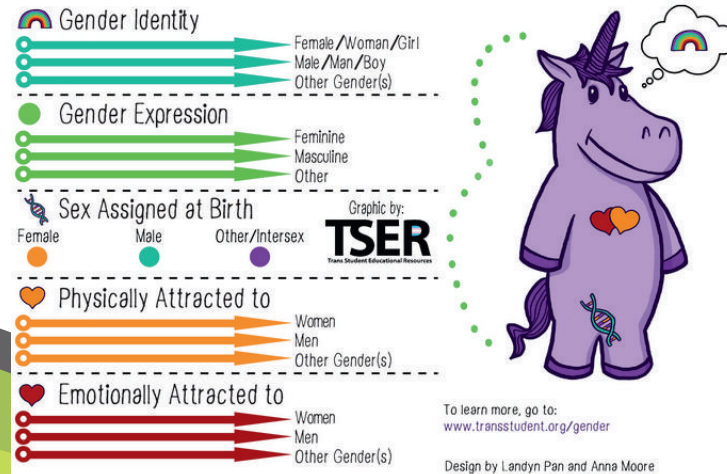 Gender Identity
Female/Woman/Girl
Male/Man/Boy
Other Gender(s)
Gender Expression
Feminine
Masculine
Other
Sex Assigned at Birth
Female Male Other/Intersex
Graphic by:
TSER
Trans Student Educational Resources
Physically Attracted to
Women
Men
Other Gender(s)
Emotionally Attracted to
Women
Men
Other Gender(s)
To learn more, go to:
www.transstudent.org/gender
Design by Landyn Pan and Anna Moore